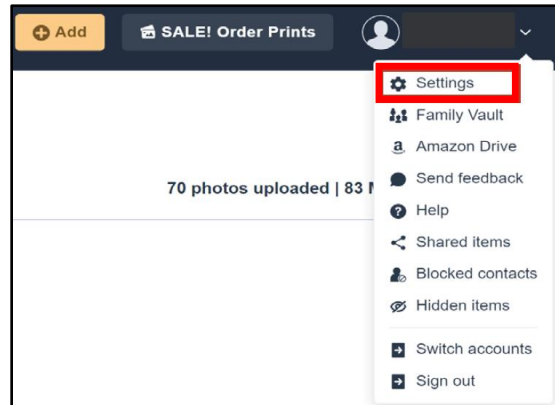 Add
SALE! Order Prints
Settings
Family Vault
a Amazon Drive
Send feedback
Help
Shared items
70 photos uploaded | 83
Blocked contacts
Hidden items
Switch accounts
Sign out